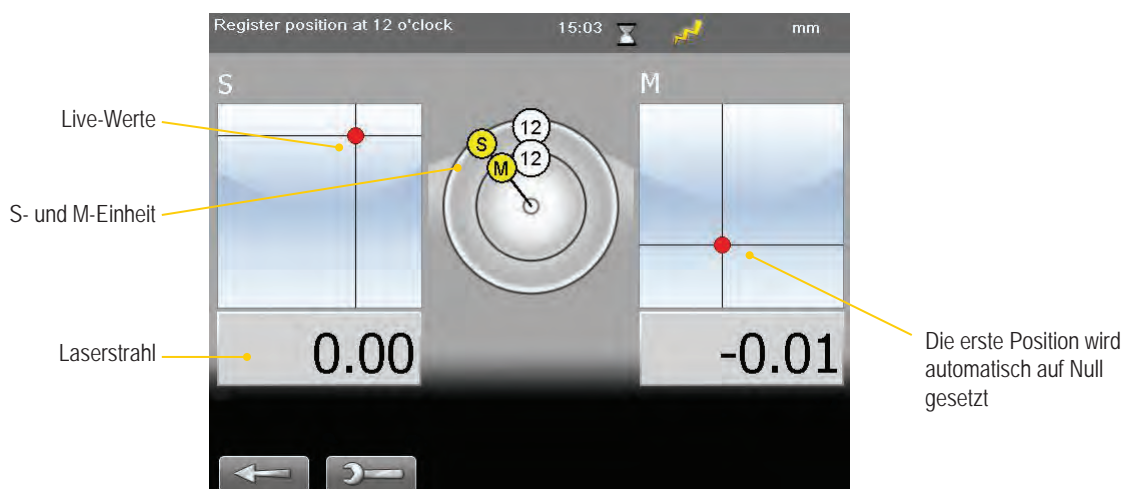 Register position at 12 o'clock 15:03 mm
S M
Live-Werte
12
S 12
M
S- und M-Einheit
Laserstrahl
0.00 -0.01
Die erste Position wird
automatisch auf Null
gesetzt